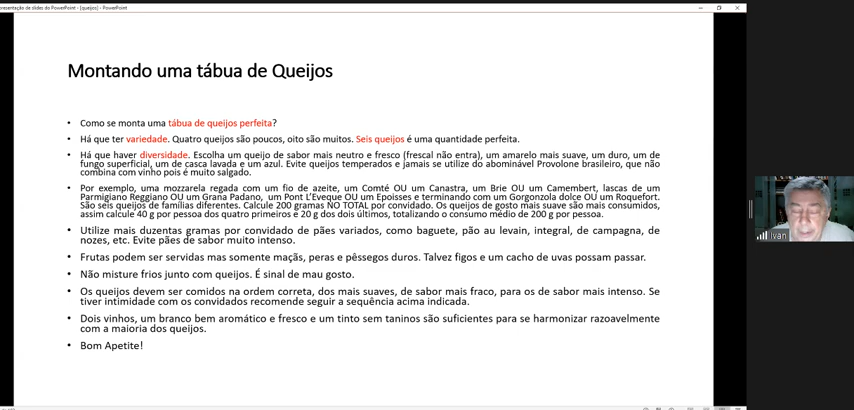 presentação de slides do PowerPoint - [queijos] - PowerPoint
Montando uma tábua de Queijos
• Como se monta uma tábua de queijos perfeita?
• Há que ter variedade. Quatro queijos são poucos, oito são muitos. Seis queijos é uma quantidade perfeita.
• Há que haver diversidade. Escolha um queijo de sabor mais neutro e fresco (frescal não entra), um amarelo mais suave, um duro, um de
fungo superficial, um de casca lavada e um azul. Evite queijos temperados e jamais se utilize do abominável Provolone brasileiro, que não
combina com vinho pois é muito salgado.
• Por exemplo, uma mozzarela regada com um fio de azeite, um Comté OU um Canastra, um Brie OU um Camembert, lascas de um
Parmigiano Reggiano OU um Grana Padano, um Pont L'Eveque OU um Epoisses e terminando com um Gorgonzola dolce OU um Roquefort.
São seis queijos de famílias diferentes. Calcule 200 gramas NO TOTAL por convidado. Os queijos de gosto mais suave são mais consumidos,
assim calcule 40 g por pessoa dos quatro primeiros e 20 g dos dois últimos, totalizando o consumo médio de 200 g por pessoa.
• Utilize mais duzentas gramas por convidado de pães variados, como baguete, pão au levain, integral, de campagna, de
nozes, etc. Evite pães de sabor muito intenso.
• Frutas podem ser servidas mas somente maçãs, peras e pêssegos duros. Talvez figos e um cacho de uvas possam passar.
• Não misture frios junto com queijos. É sinal de mau gosto.
• Os queijos devem ser comidos na ordem correta, dos mais suaves, de sabor mais fraco, para os de sabor mais intenso. Se
tiver intimidade com os convidados recomende seguir a sequência acima indicada.
• Dois vinhos, um branco bem aromático e fresco e um tinto sem taninos são suficientes para se harmonizar razoavelmente
com a maioria dos queijos.
• Bom Apetite!
Ivan